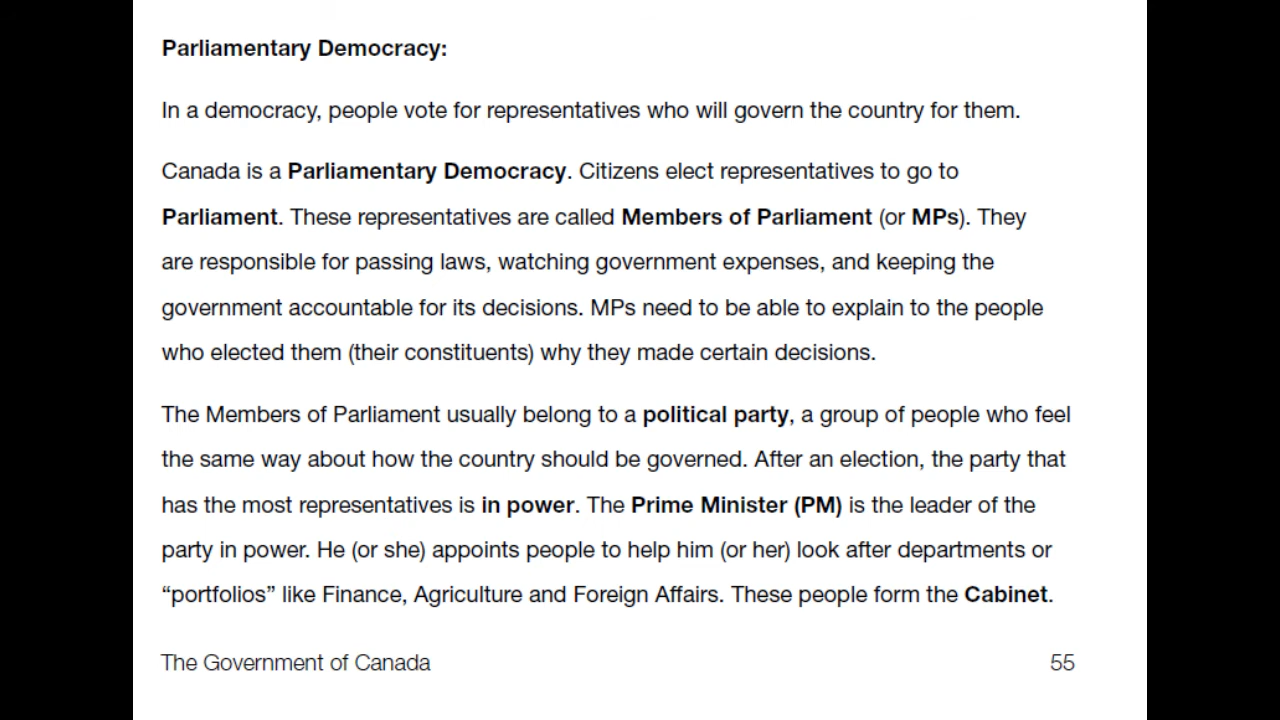 Parliamentary Democracy:
In a democracy, people vote for representatives who will govern the country for them.
Canada is a Parliamentary Democracy. Citizens elect representatives to go to
Parliament. These representatives are called Members of Parliament (or MPs). They
are responsible for passing laws, watching government expenses, and keeping the
government accountable for its decisions. MPs need to be able to explain to the people
who elected them (their constituents) why they made certain decisions.
The Members of Parliament usually belong to a political party, a group of people who feel
the same way about how the country should be governed. After an election, the party that
has the most representatives is in power. The Prime Minister (PM) is the leader of the
party in power. He (or she) appoints people to help him (or her) look after departments or
“portfolios” like Finance, Agriculture and Foreign Affairs. These people form the Cabinet.
The Government of Canada 55